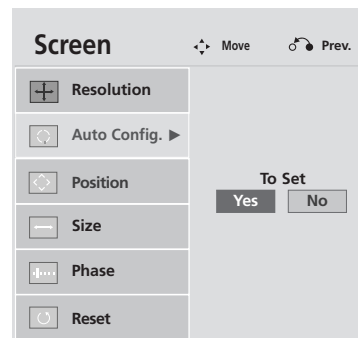 Screen
Move
Prev.
Resolution
Auto Config. ►
Position
Size
Phase
Reset
To Set
Yes
No